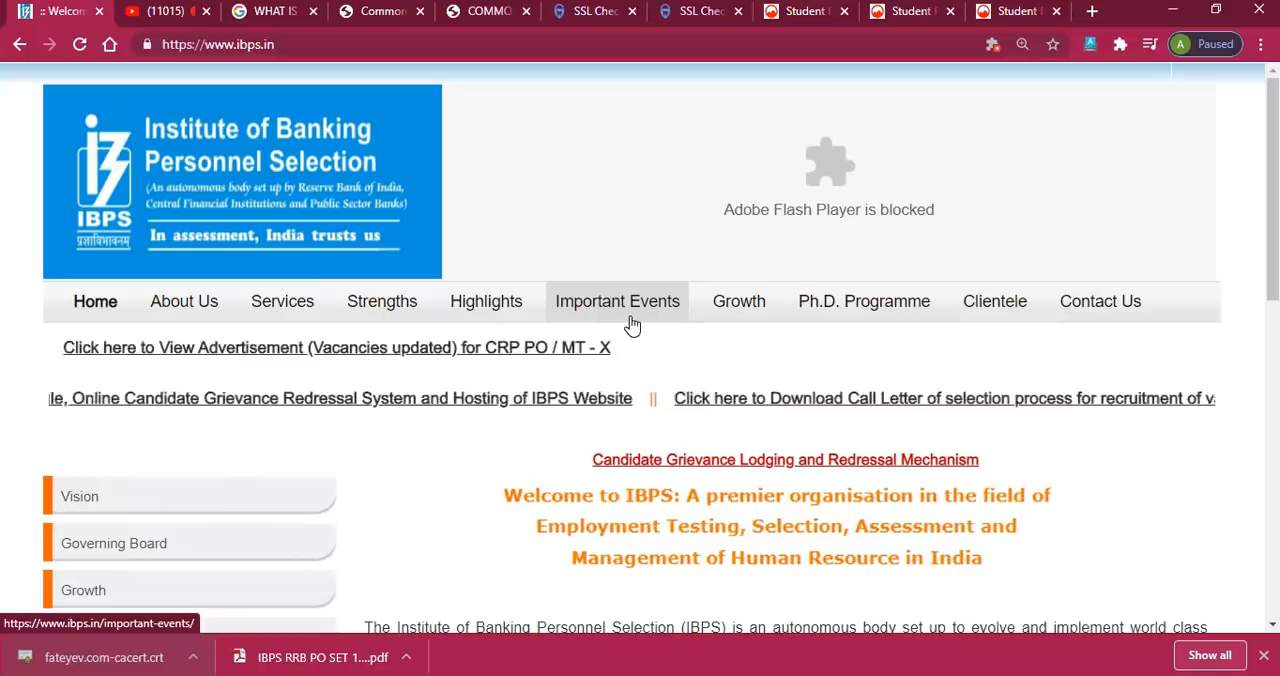 :: Welcom
(11015)
WHAT IS
Common
COMMO
SSL Chec
SSL Chec
Student
Student
Student
https://www.ibps.in
A Paused
Institute of Banking
Personnel Selection
(An autonomous body set up by Reserve Bank of India,
Central Financial Institutions and Public Sector Banks)
IBPS
प्रज्ञाविभावनम्
In assessment, India trusts us
Adobe Flash Player is blocked
Home About Us Services Strengths Highlights Important Events Growth Ph.D. Programme Clientele Contact Us
Click here to View Advertisement (Vacancies updated) for CRP PO / MT - X
le, Online Candidate Grievance Redressal System and Hosting of IBPS Website || Click here to Download Call Letter of selection process for recruitment of v
Candidate Grievance Lodging and Redressal Mechanism
Welcome to IBPS: A premier organisation in the field of
Employment Testing, Selection, Assessment and
Management of Human Resource in India
Vision
Governing Board
Growth
The Institute of Banking Personnel Selection (IBPS) is an autonomous body set up to evolve and implement world class
https://www.ibps.in/important-events/
fateyev.com-cacert.crt
IBPS RRB PO SET 1....pdf
Show all